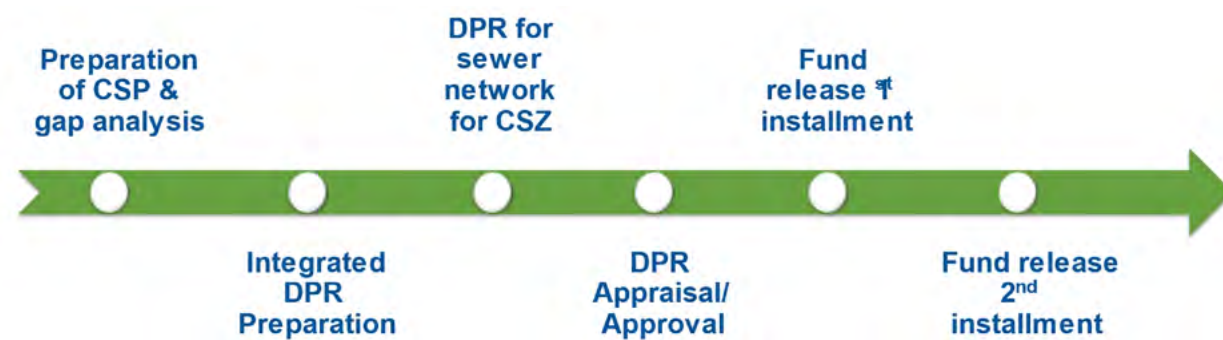 Preparation
of CSP &
gap analysis
Integrated
DPR
Preparation
DPR for
sewer
network
for CSZ
DPR
Appraisal/
Approval
Fund
release 1st
installment
Fund release
2nd
installment